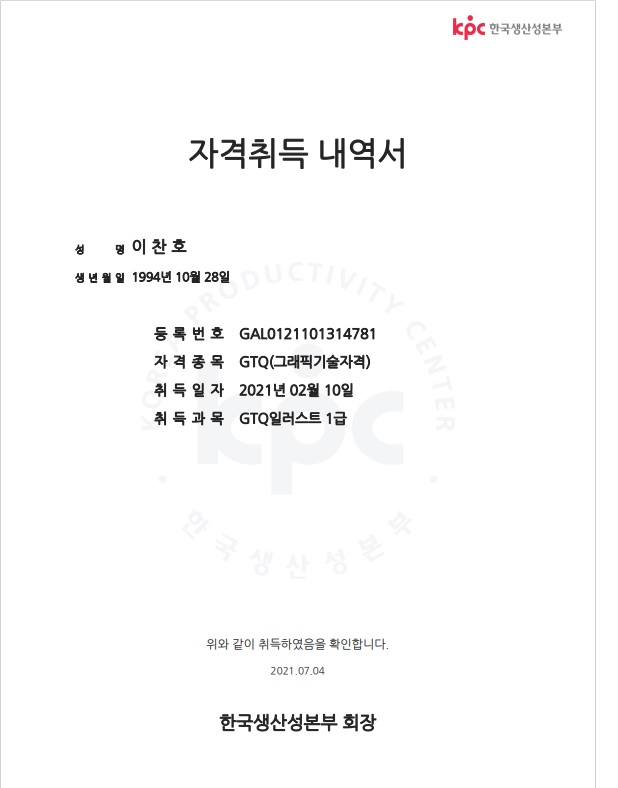 kpc 한국생산성본부
자격취득 내역서
성 명 이 찬 호
생 년 월 일 1994년 10월 28일
등 록 번 호 GAL0121101314781
자 격 종 목 GTQ(그래픽기술자격)
취 득 일 자 2021년 02월 10일
취 득 과 목 GTQ일러스트 1급
KOREA PRODUCTIVITY CENTER
kpc
한국생산성본부
위와 같이 취득하였음을 확인합니다.
2021.07.04
한국생산성본부 회장